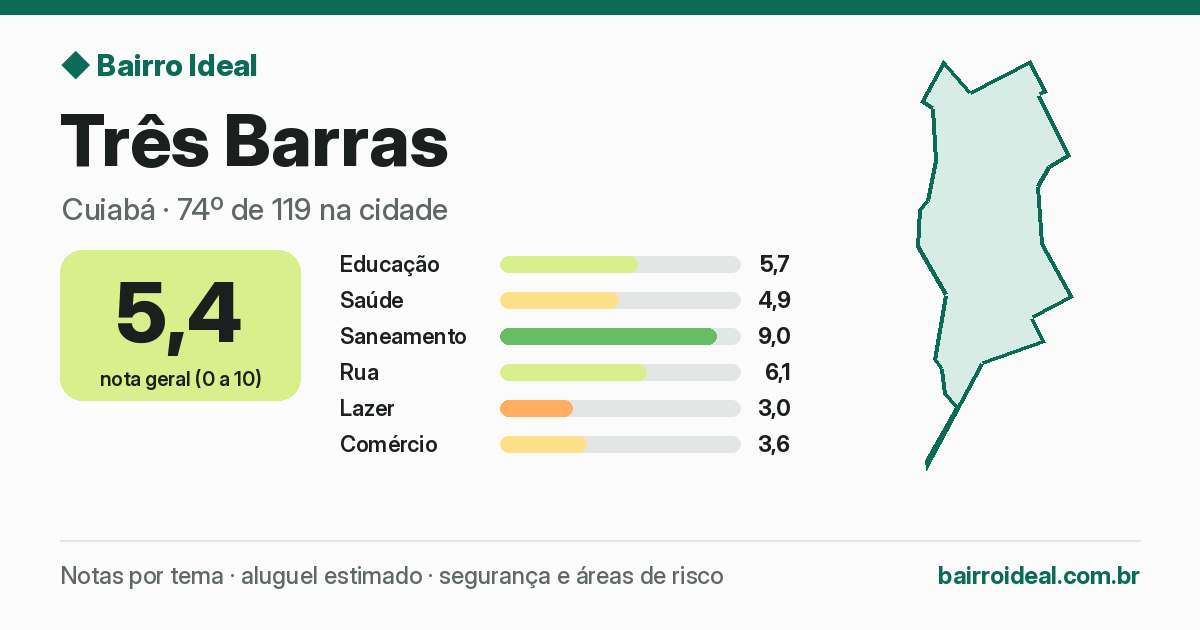 Bairro Ideal
Três Barras
Cuiabá · 74º de 119 na cidade
5,4
nota geral (0 a 10)
Educação 5,7
Saúde 4,9
Saneamento 9,0
Rua 6,1
Lazer 3,0
Comércio 3,6
Notas por tema · aluguel estimado · segurança e áreas de risco
bairroideal.com.br